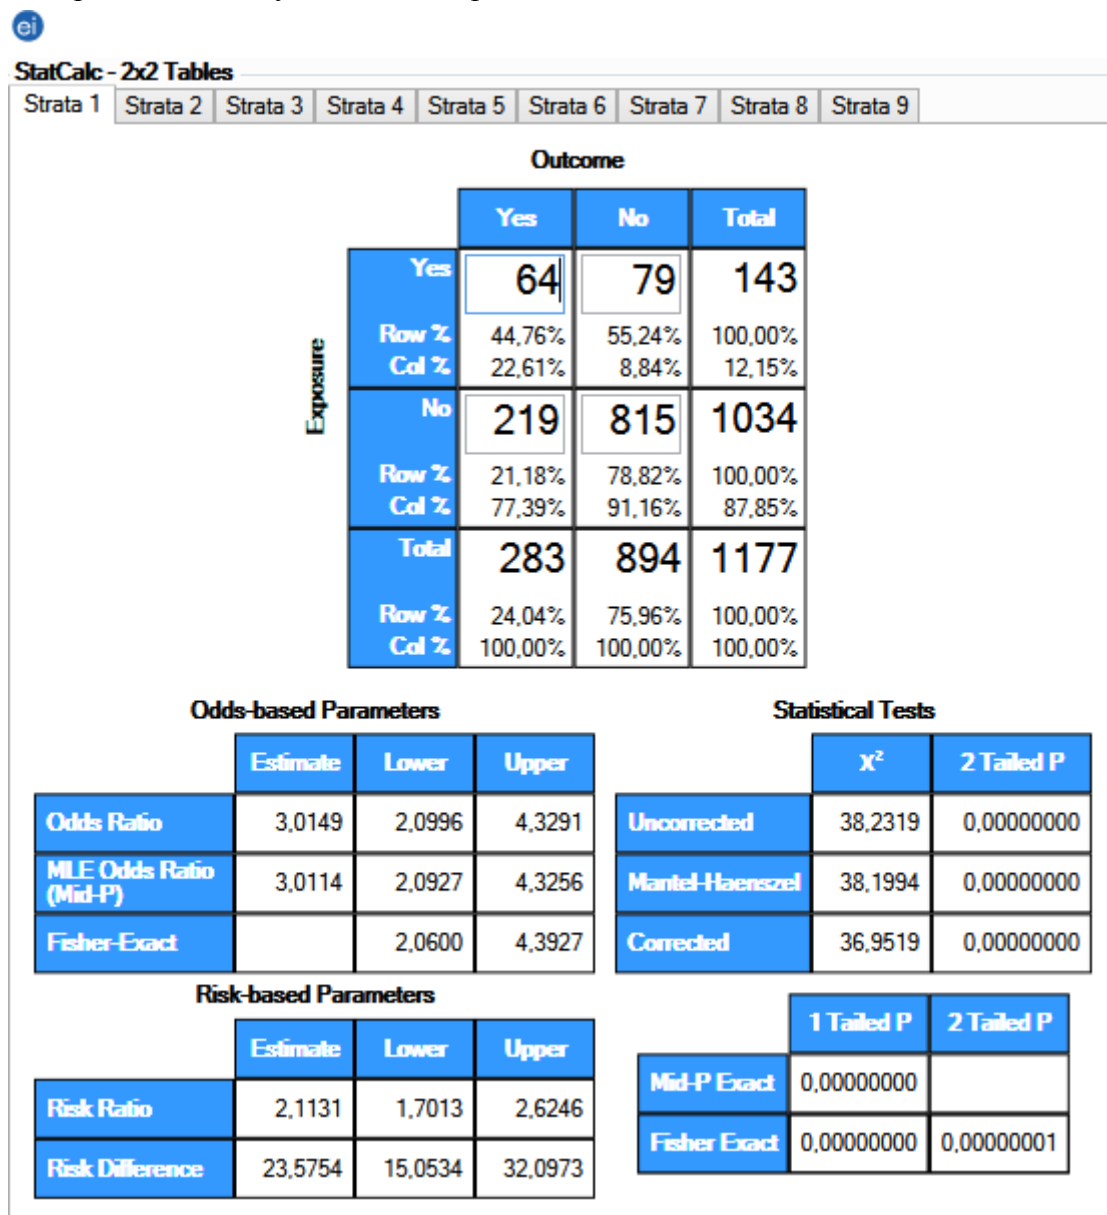 ei
StatCalc - 2x2 Tables
Strata 1 Strata 2 Strata 3 Strata 4 Strata 5 Strata 6 Strata 7 Strata 8 Strata 9
Outcome
Yes No Total
Exposure
Yes 64 79 143
Row % 44,76% 55,24% 100,00%
Col % 22,61% 8,84% 12,15%
No 219 815 1034
Row % 21,18% 78,82% 100,00%
Col % 77,39% 91,16% 87,85%
Total 283 894 1177
Row % 24,04% 75,96% 100,00%
Col % 100,00% 100,00% 100,00%
Odds-based Parameters
Estimate Lower Upper
Odds Ratio 3,0149 2,0996 4,3291
MLE Odds Ratio
(Mid-P) 3,0114 2,0927 4,3256
Fisher-Exact 2,0600 4,3927
Statistical Tests
X² 2 Tailed P
Uncorrected 38,2319 0,00000000
Mantel-Haenszel 38,1994 0,00000000
Corrected 36,9519 0,00000000
Risk-based Parameters
Estimate Lower Upper
Risk Ratio 2,1131 1,7013 2,6246
Risk Difference 23,5754 15,0534 32,0973
1 Tailed P 2 Tailed P
Mid-P Exact 0,00000000
Fisher Exact 0,00000000 0,00000001